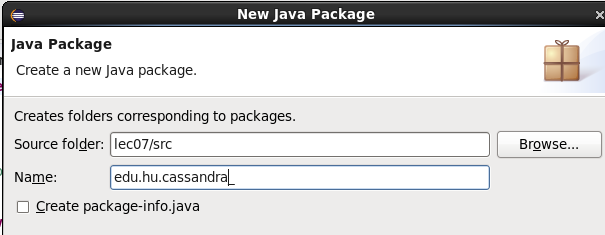 New Java Package
Java Package
Create a new Java package.
Creates folders corresponding to packages.
Source folder: lec07/src Browse...
Name: edu.hu.cassandra
Create package-info.java